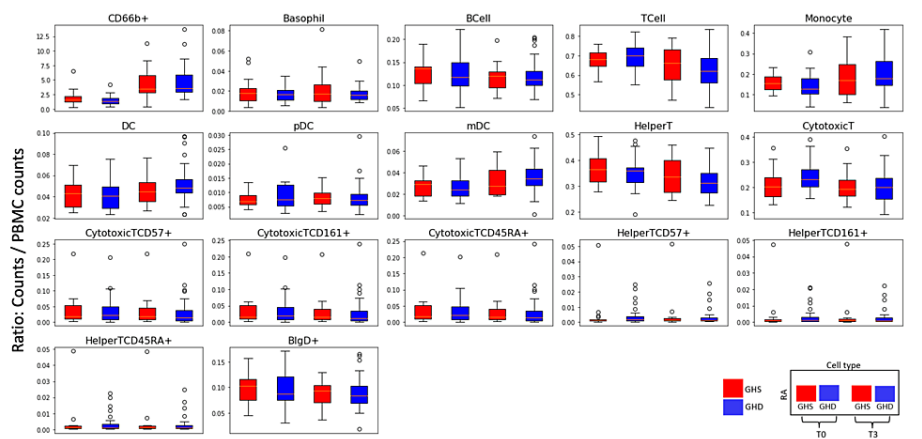 CD66b+ Basophil BCell TCell Monocyte
12.5 10.0 7.5 5.0 2.5 0.0
0.08 0.06 0.04 0.02 0.00
0.20 0.15 0.10 0.05
0.8 0.7 0.6 0.5
0.4 0.3 0.2 0.1
DC pDC mDC HelperT CytotoxicT
0.10 0.08 0.06 0.04 0.02
0.030 0.025 0.020 0.015 0.010 0.005
0.08 0.06 0.04 0.02 0.00
0.5 0.4 0.3 0.2
0.4 0.3 0.2 0.1
CytotoxicTCD57+ CytotoxicTCD161+ CytotoxicTCD45RA+ HelperTCD57+ HelperTCD161+
0.25 0.20 0.15 0.10 0.05 0.00
0.25 0.20 0.15 0.10 0.05 0.00
0.25 0.20 0.15 0.10 0.05 0.00
0.05 0.04 0.03 0.02 0.01 0.00
0.05 0.04 0.03 0.02 0.01 0.00
HelperTCD45RA+ BIgD+
0.05 0.04 0.03 0.02 0.01 0.00
0.15 0.10 0.05
Ratio: Counts / PBMC counts
GHS
GHD
Cell type
RA
GHS GHD GHS GHD
T0 T3